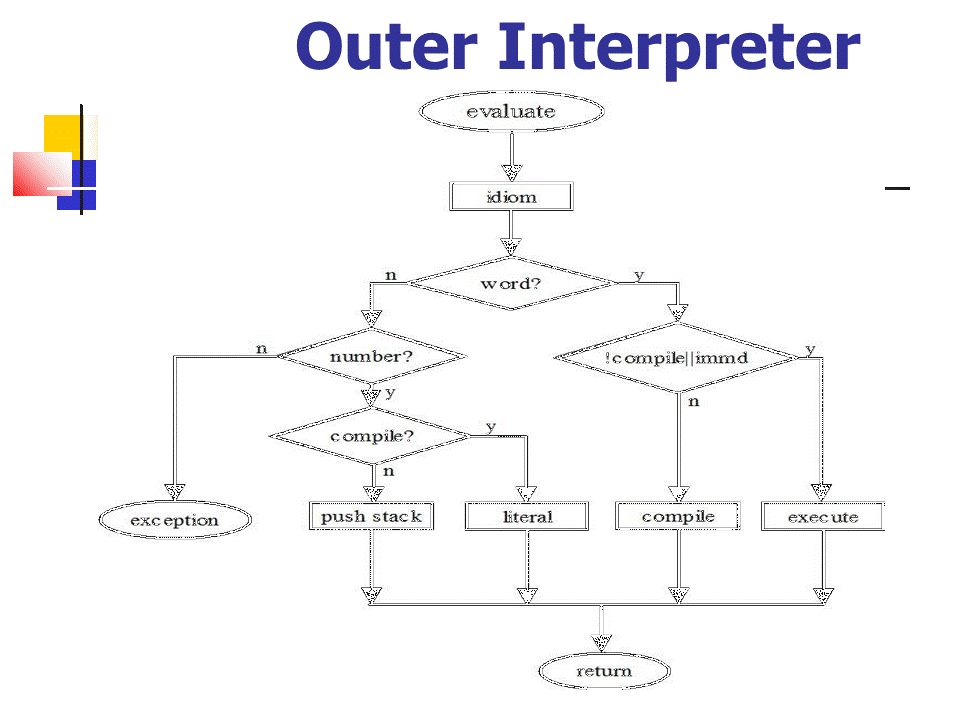 Outer Interpreter
evaluate
idiom
n
word?
y
n
number?
!compile||immd
y
y
n
compile?
y
n
exception
push stack
literal
compile
execute
return